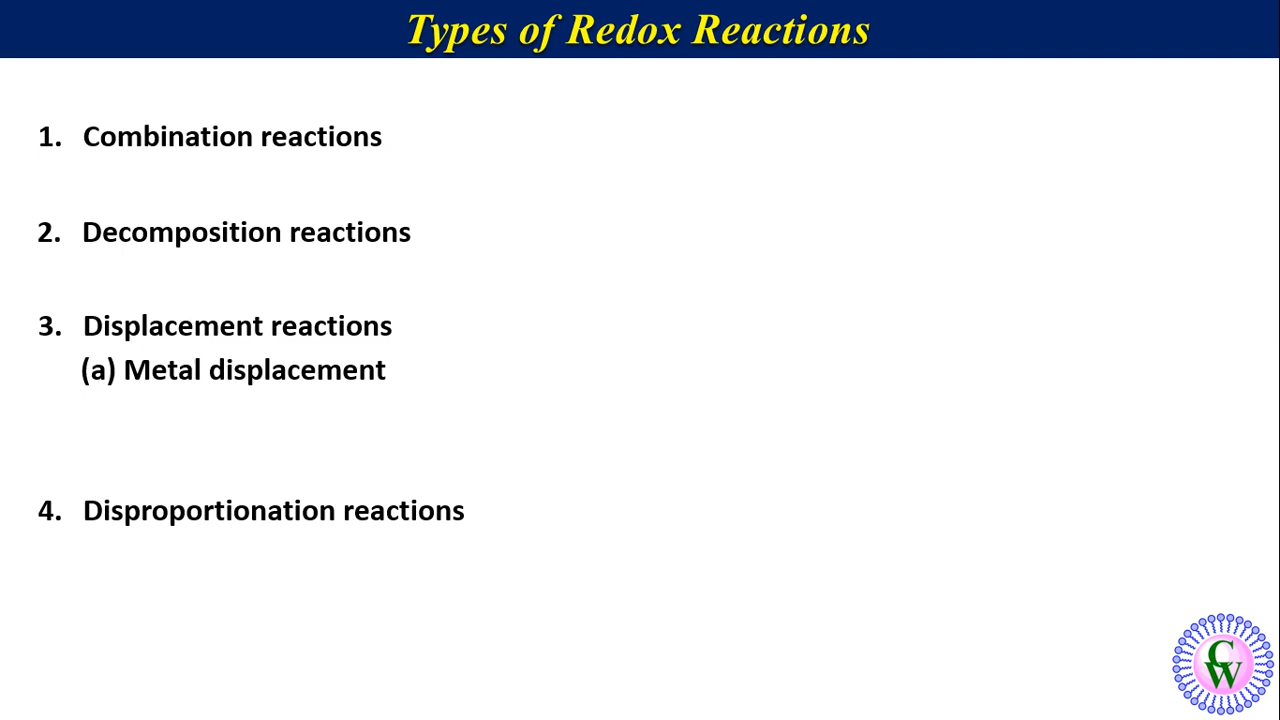 Types of Redox Reactions
1. Combination reactions
2. Decomposition reactions
3. Displacement reactions
(a) Metal displacement
4. Disproportionation reactions
CW